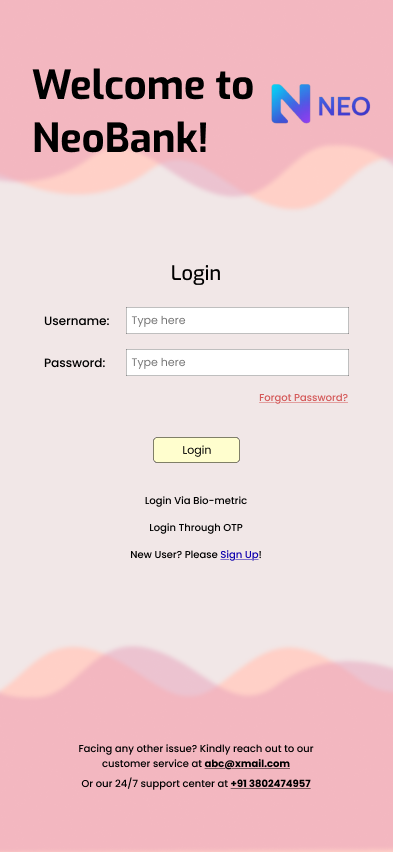 Welcome to
NeoBank!
NEO
Login
Username: Type here
Password: Type here
Forgot Password?
Login
Login Via Bio-metric
Login Through OTP
New User? Please Sign Up!
Facing any other issue? Kindly reach out to our
customer service at abc@xmail.com
Or our 24/7 support center at +91 3802474957